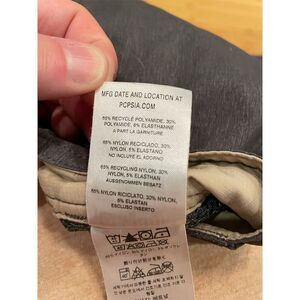 MFG DATE AND LOCATION AT
PCPSIA.COM
65% RECYCLÉ POLYAMIDE, 30%
POLYAMIDE, 5% ELASTHANNE
A PART LA GARNITURE
65% NYLON RICICLADO, 30%
NYLON, 5% ELASTANO
NO INCLUYE EL ADORNO
65% RECYCLING NYLON, 30%
NYLON, 5% ELASTHAN
AUSGENOMMEN BESATZ
65% NYLON RICICLATO, 30% NYLON,
5% ELASTAN,
ESCLUSO INSERTO